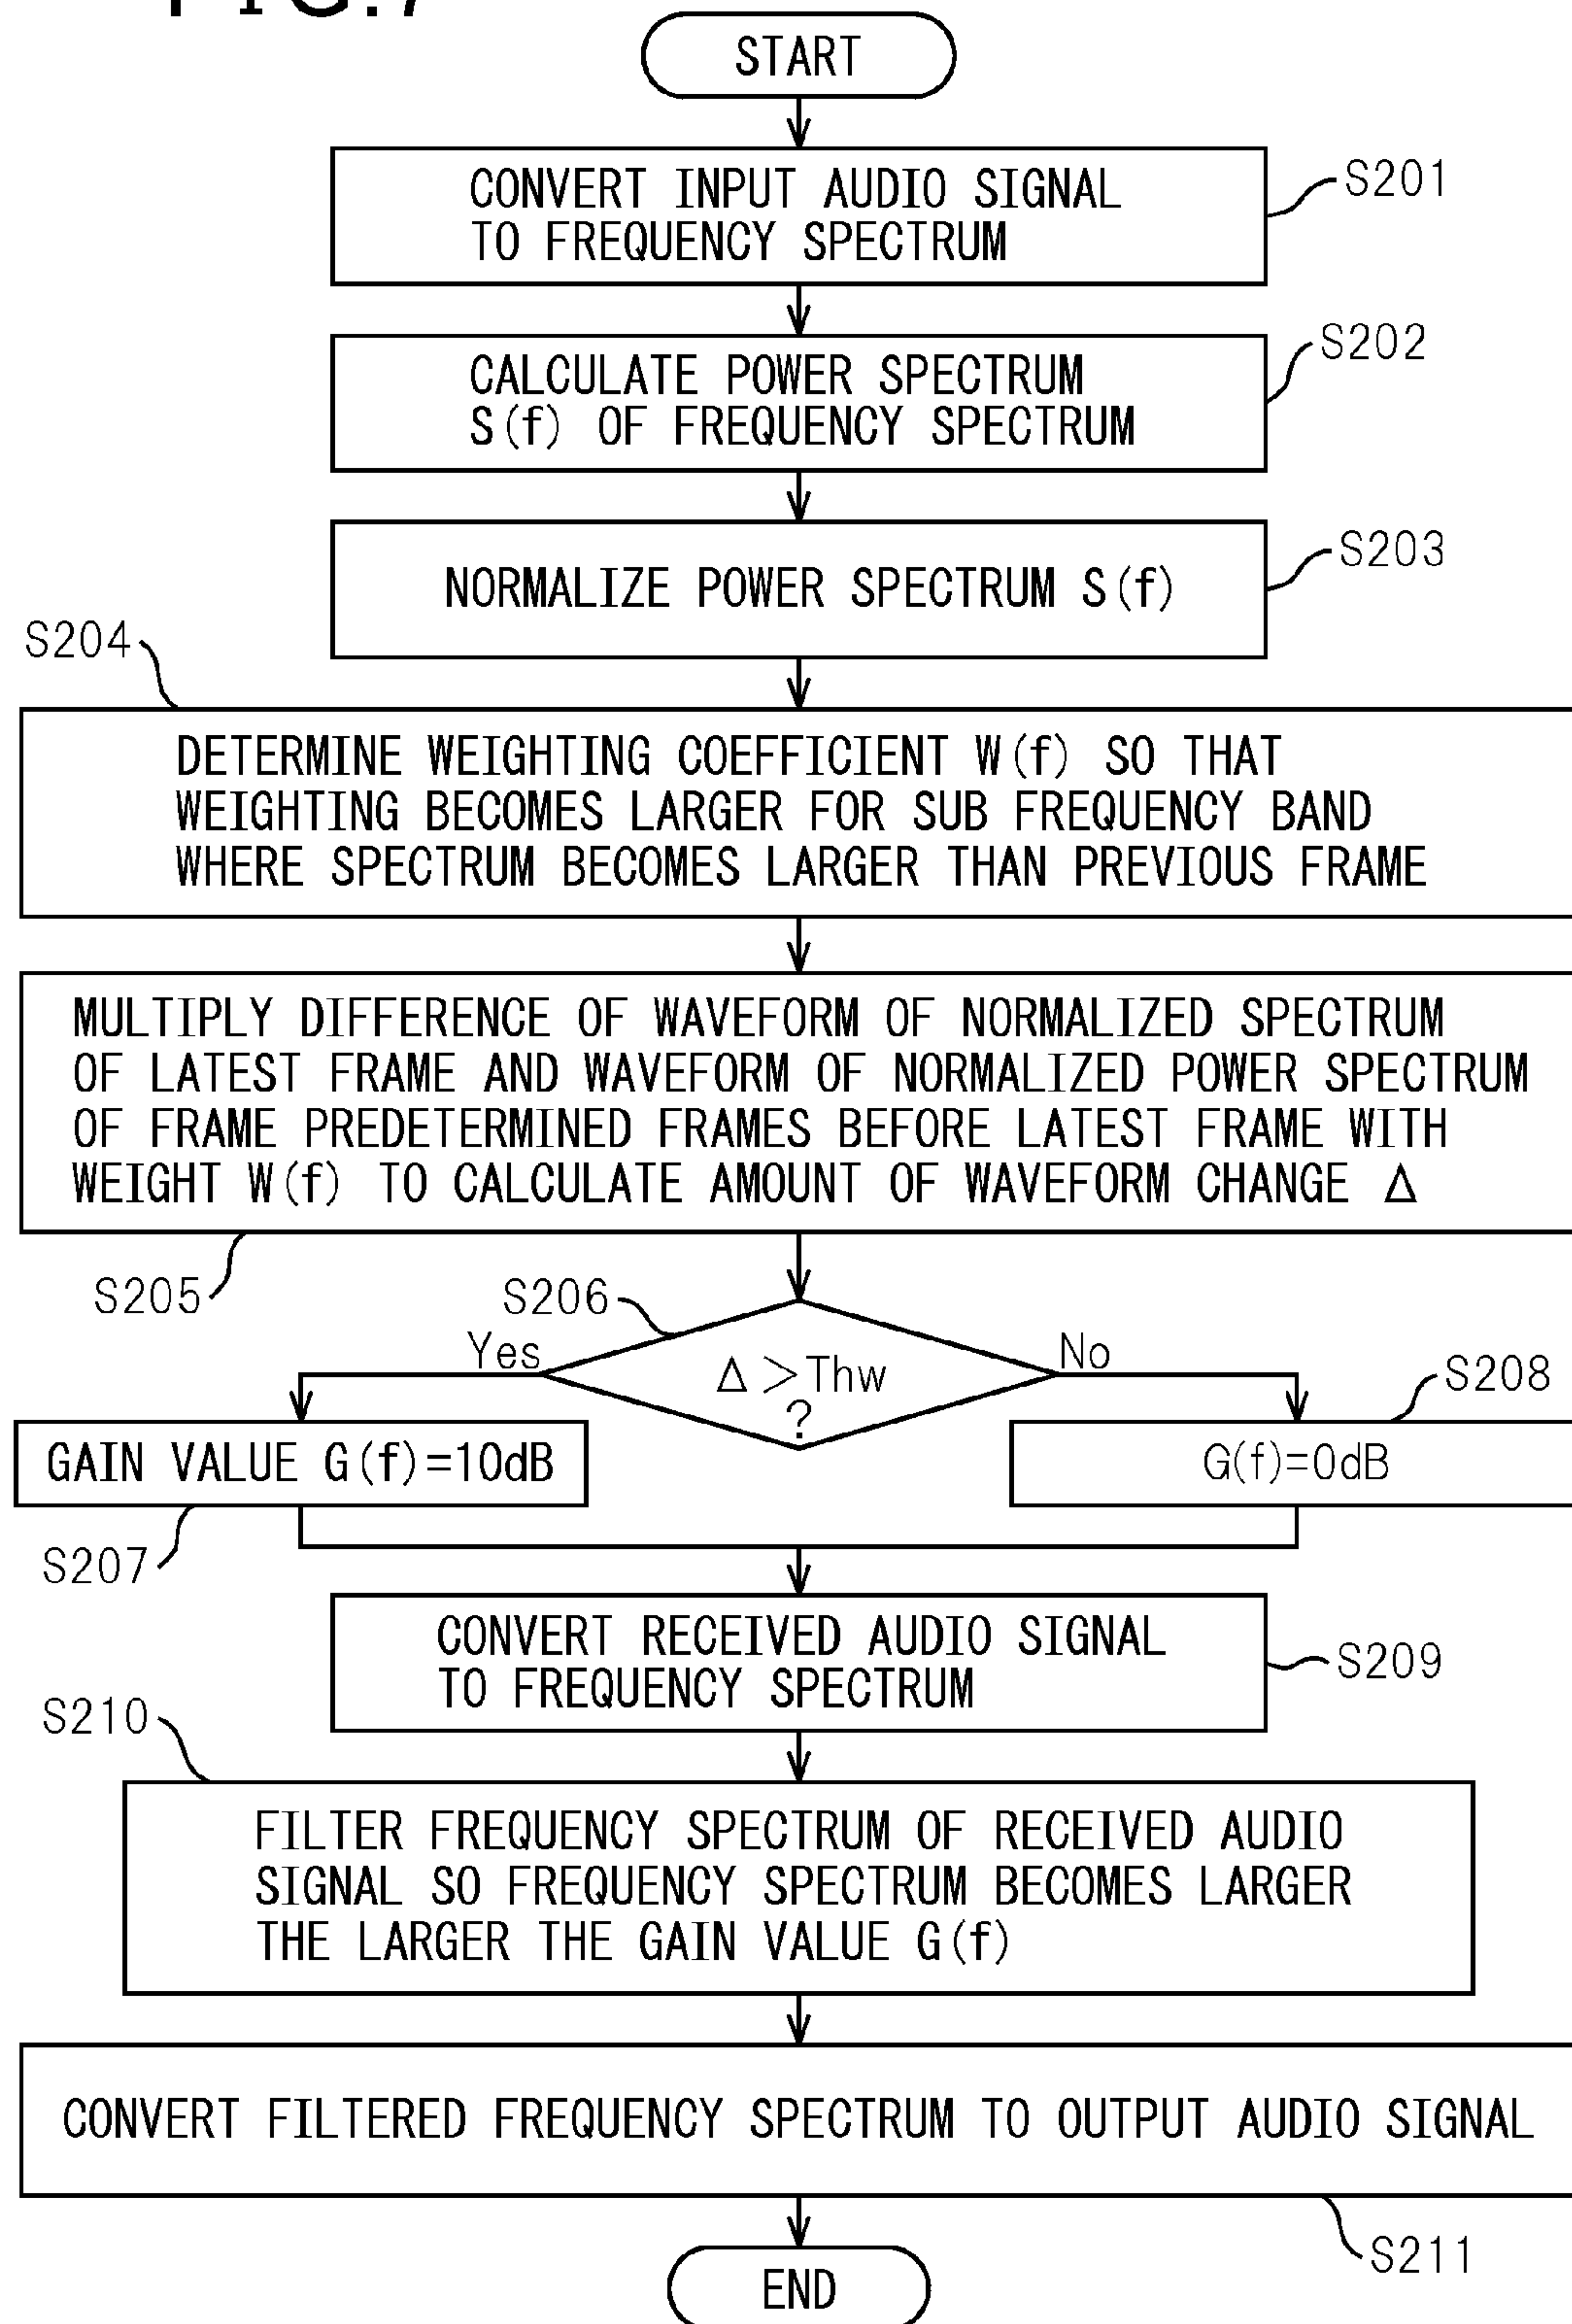 FIG.7
START
CONVERT INPUT AUDIO SIGNAL
TO FREQUENCY SPECTRUM
S201
CALCULATE POWER SPECTRUM
S(f) OF FREQUENCY SPECTRUM
S202
NORMALIZE POWER SPECTRUM S(f)
S203
S204
DETERMINE WEIGHTING COEFFICIENT W(f) SO THAT
WEIGHTING BECOMES LARGER FOR SUB FREQUENCY BAND
WHERE SPECTRUM BECOMES LARGER THAN PREVIOUS FRAME
MULTIPLY DIFFERENCE OF WAVEFORM OF NORMALIZED SPECTRUM
OF LATEST FRAME AND WAVEFORM OF NORMALIZED POWER SPECTRUM
OF FRAME PREDETERMINED FRAMES BEFORE LATEST FRAME WITH
WEIGHT W(f) TO CALCULATE AMOUNT OF WAVEFORM CHANGE Δ
S205
S206
Yes
Δ>Thw
?
No
S208
GAIN VALUE G(f)=10dB
G(f)=0dB
S207
CONVERT RECEIVED AUDIO SIGNAL
TO FREQUENCY SPECTRUM
S209
S210
FILTER FREQUENCY SPECTRUM OF RECEIVED AUDIO
SIGNAL SO FREQUENCY SPECTRUM BECOMES LARGER
THE LARGER THE GAIN VALUE G(f)
CONVERT FILTERED FREQUENCY SPECTRUM TO OUTPUT AUDIO SIGNAL
S211
END